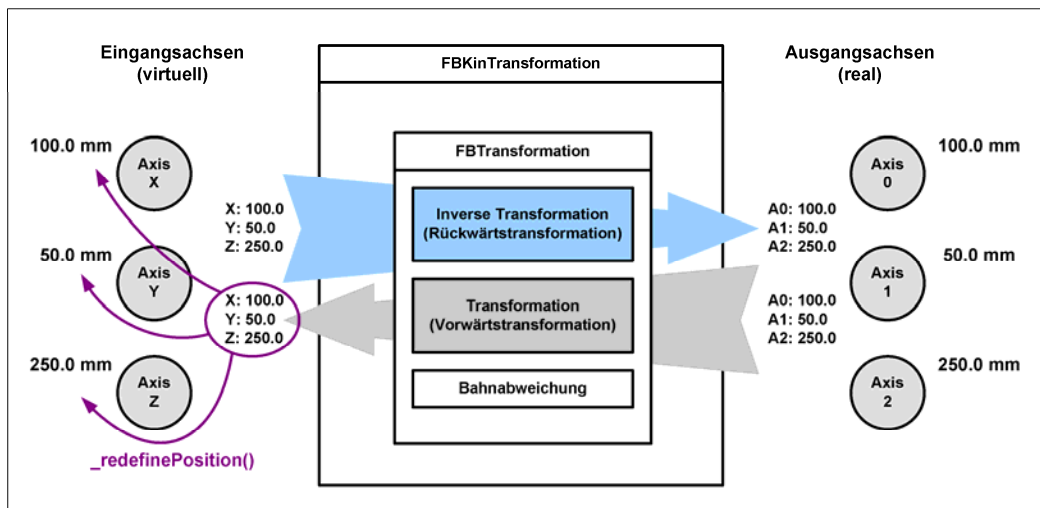 Eingangsachsen
(virtuell)
FBKinTransformation
Ausgangsachsen
(real)
100.0 mm
Axis
X
X: 100.0
Y: 50.0
Z: 250.0
50.0 mm
Axis
Y
X: 100.0
Y: 50.0
Z: 250.0
250.0 mm
Axis
Z
_redefinePosition()
FBTransformation
Inverse Transformation
(Rückwärtstransformation)
Transformation
(Vorwärtstransformation)
Bahnabweichung
A0: 100.0
A1: 50.0
A2: 250.0
A0: 100.0
A1: 50.0
A2: 250.0
Axis
0
100.0 mm
Axis
1
50.0 mm
Axis
2
250.0 mm